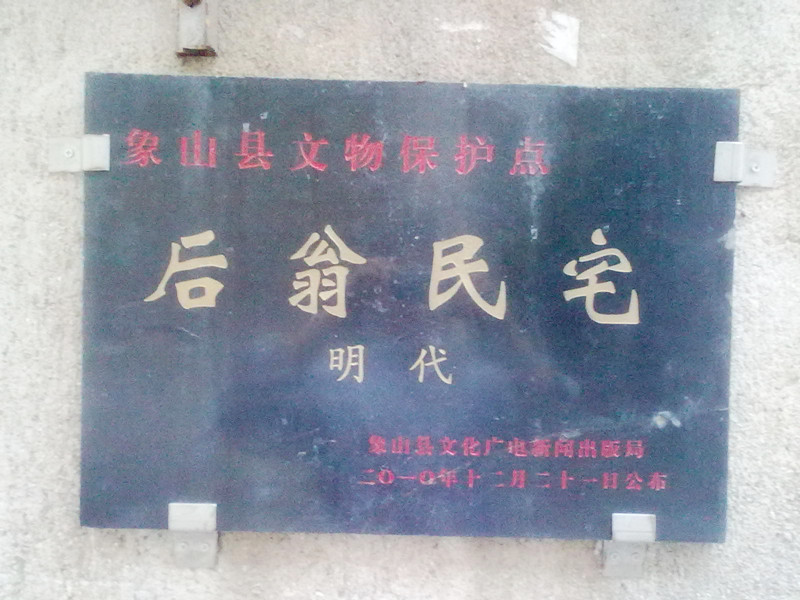 象山县文物保护点
后翁民宅
明代
象山县文化广电新闻出版局
二〇一〇年十二月二十一日公布